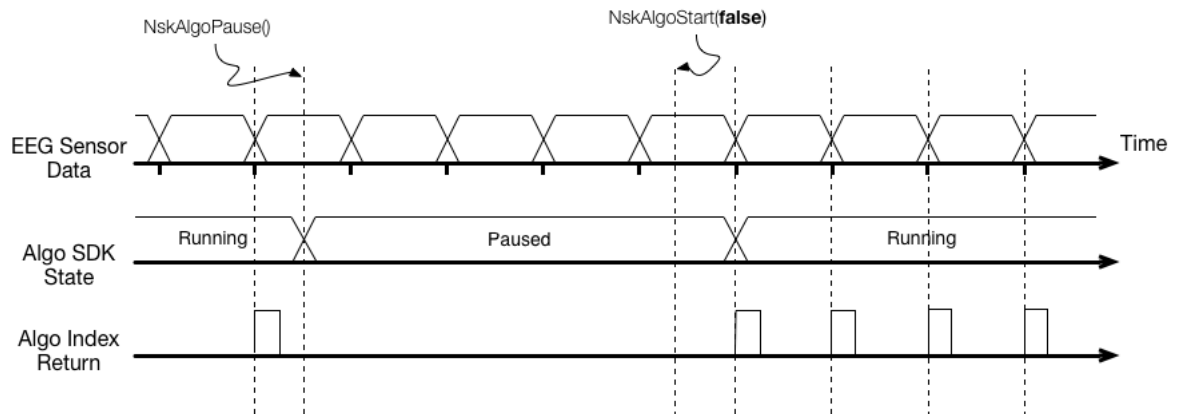 NskAlgoPause()
NskAlgoStart(false)
EEG Sensor
Data
Time
Algo SDK
State
Running
Paused
Running
Algo Index
Return